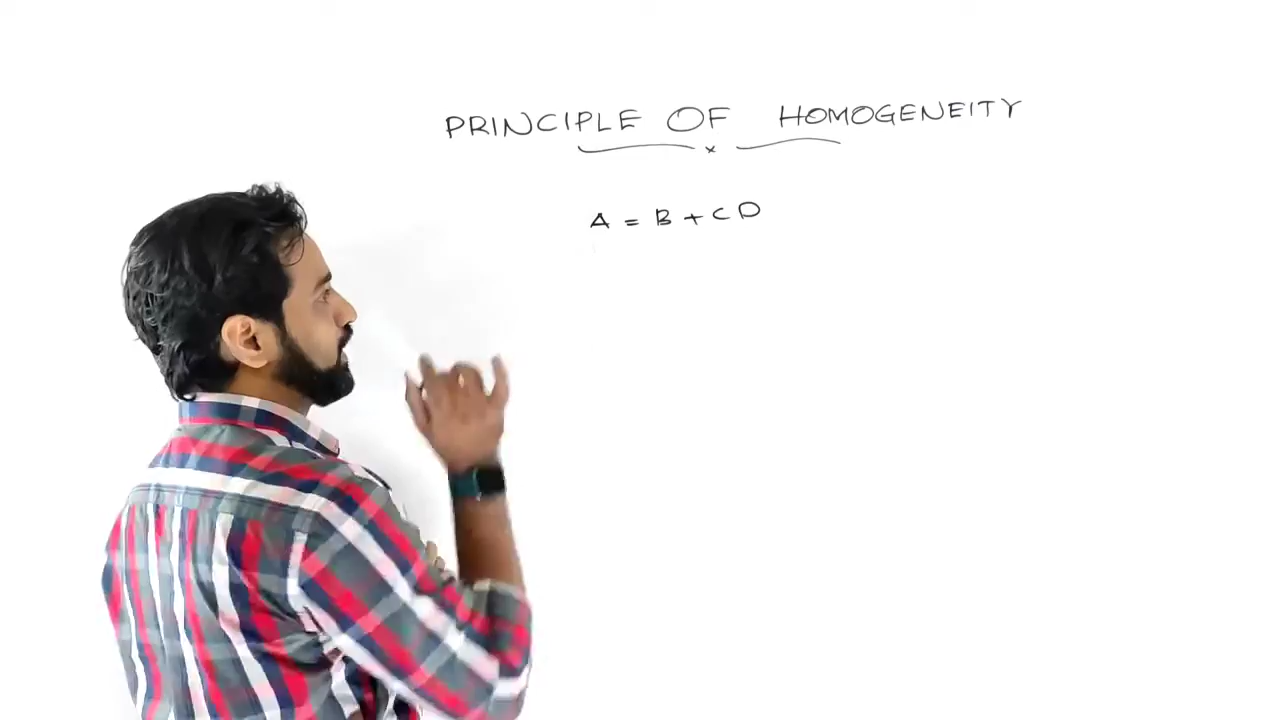 PRINCIPLE OF HOMOGENEITY
A = B + CD